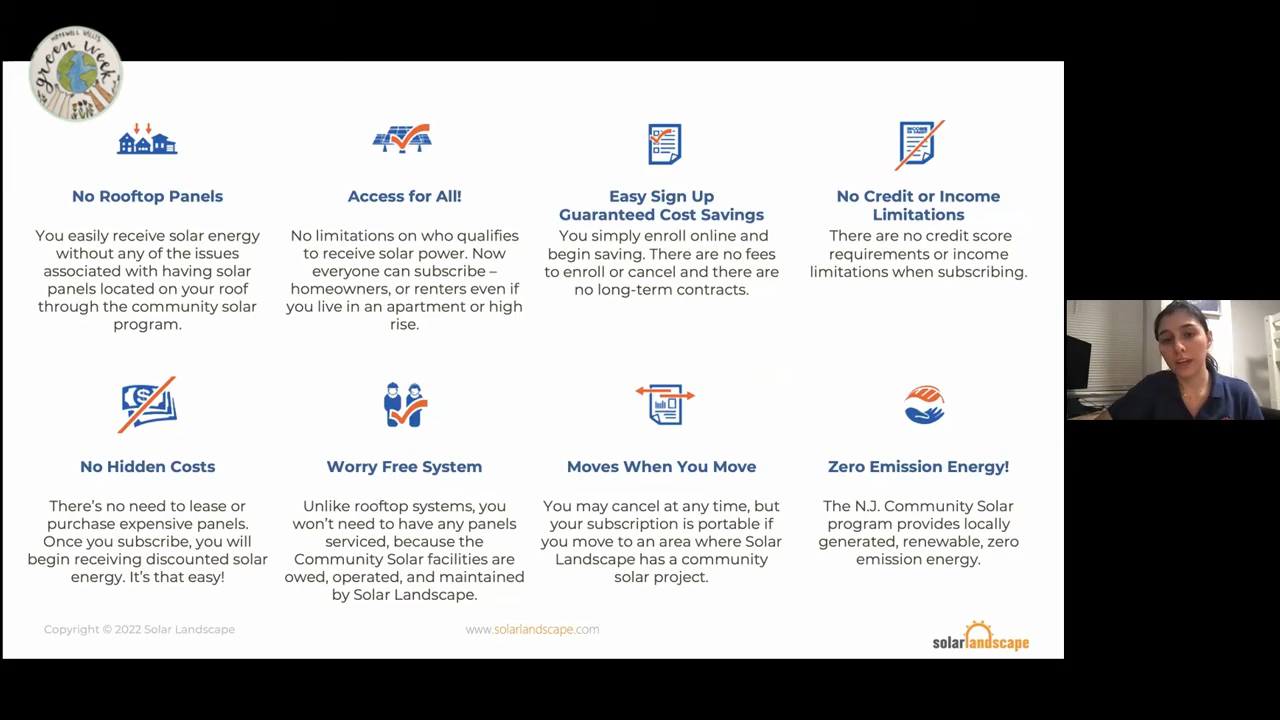 HOPEWELL VALLEY
green week
No Rooftop Panels
You easily receive solar energy
without any of the issues
associated with having solar
panels located on your roof
through the community solar
program.
Access for All!
No limitations on who qualifies
to receive solar power. Now
everyone can subscribe –
homeowners, or renters even if
you live in an apartment or high
rise.
Easy Sign Up
Guaranteed Cost Savings
You simply enroll online and
begin saving. There are no fees
to enroll or cancel and there are
no long-term contracts.
No Credit or Income
Limitations
There are no credit score
requirements or income
limitations when subscribing.
No Hidden Costs
There's no need to lease or
purchase expensive panels.
Once you subscribe, you will
begin receiving discounted solar
energy. It's that easy!
Worry Free System
Unlike rooftop systems, you
won't need to have any panels
serviced, because the
Community Solar facilities are
owed, operated, and maintained
by Solar Landscape.
Moves When You Move
You may cancel at any time, but
your subscription is portable if
you move to an area where Solar
Landscape has a community
solar project.
Zero Emission Energy!
The N.J. Community Solar
program provides locally
generated, renewable, zero
emission energy.
Copyright © 2022 Solar Landscape
www.solarlandscape.com
solarlandscape